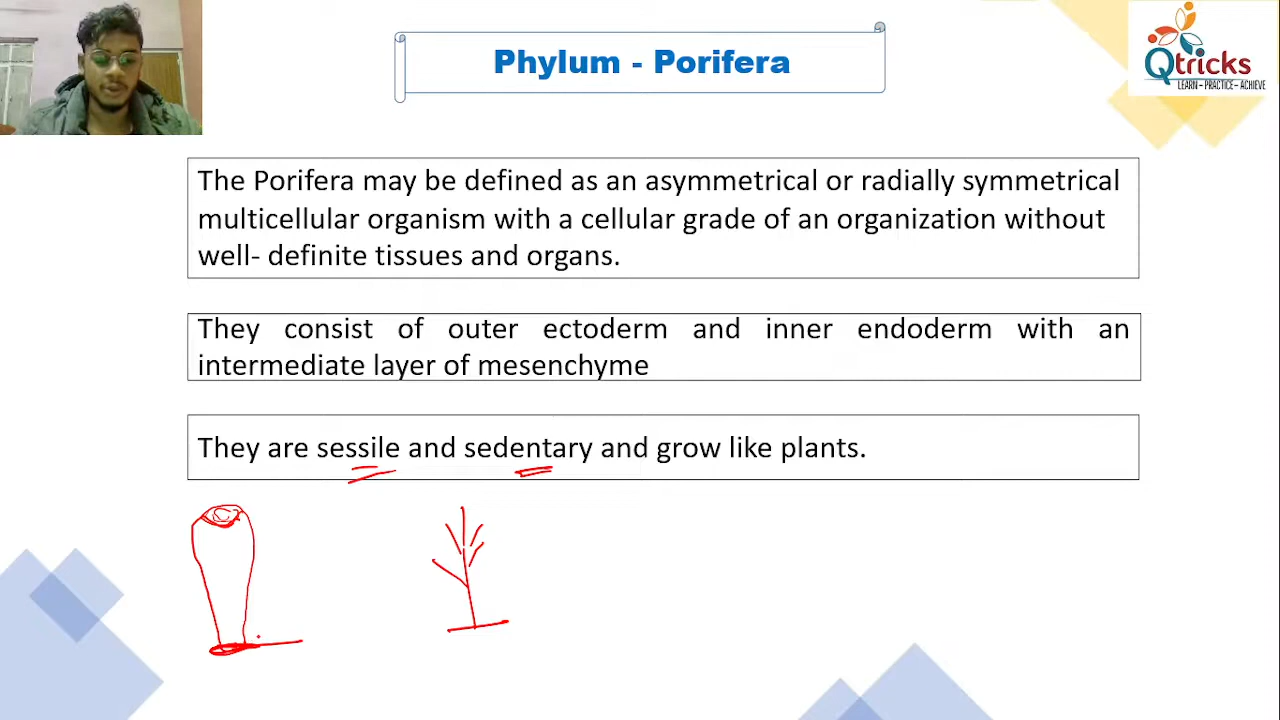 Phylum - Porifera
Qtricks
LEARN – PRACTICE – ACHIEVE
The Porifera may be defined as an asymmetrical or radially symmetrical
multicellular organism with a cellular grade of an organization without
well- definite tissues and organs.
They consist of outer ectoderm and inner endoderm with an
intermediate layer of mesenchyme
They are sessile and sedentary and grow like plants.